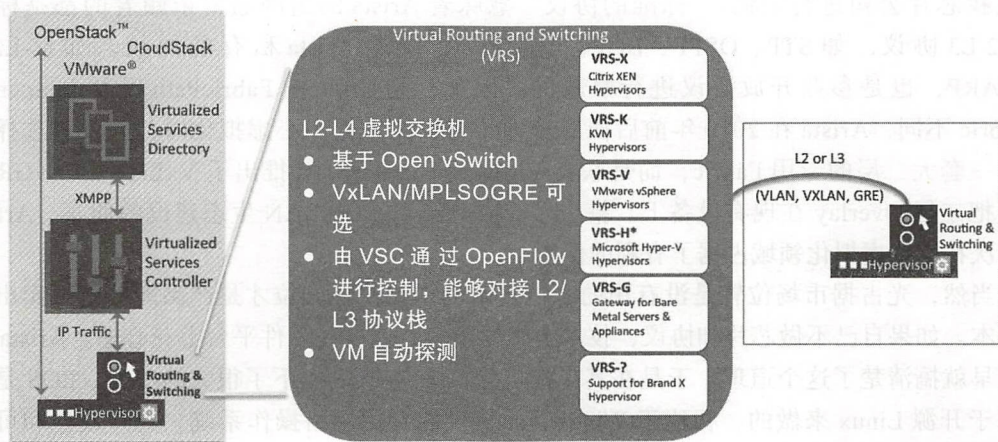 OpenStack™
CloudStack
VMware®
Virtualized
Services
Directory
XMPP
Virtualized
Services
Controller
IP Traffic
Virtual
Routing &
Switching
Hypervisor
Virtual Routing and Switching
(VRS)
L2-L4 虚拟交换机
● 基于 Open vSwitch
● VxLAN/MPLSOGRE 可
选
● 由 VSC 通 过 OpenFlow
进行控制，能够对接 L2/
L3 协议栈
● VM 自动探测
VRS-X
Citrix XEN
Hypervisors
VRS-K
KVM
Hypervisors
VRS-V
VMware vSphere
Hypervisors
VRS-H*
Microsoft Hyper-V
Hypervisors
VRS-G
Gateway for Bare
Metal Servers &
Appliances
VRS-?
Support for Brand X
Hypervisor
L2 or L3
(VLAN, VXLAN, GRE)
Virtual
Routing &
Switching
Hypervisor